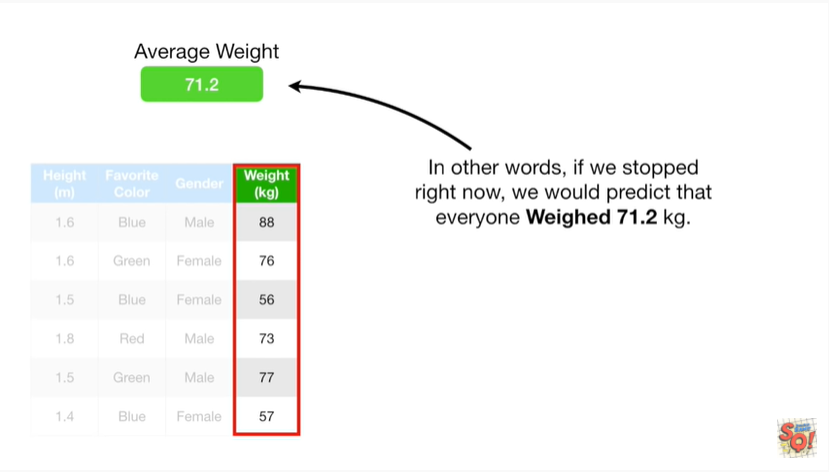 Average Weight
71.2
In other words, if we stopped
right now, we would predict that
everyone Weighed 71.2 kg.
Height (m) Favorite Color Gender Weight (kg)
1.6 Blue Male 88
1.6 Green Female 76
1.5 Blue Female 56
1.8 Red Male 73
1.5 Green Male 77
1.4 Blue Female 57
SQ!